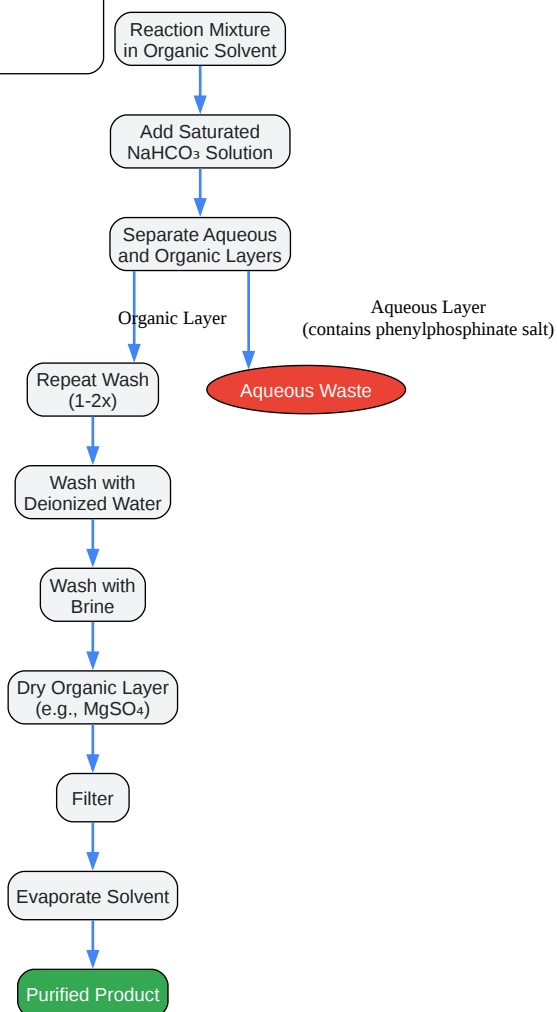 Reaction Mixture
in Organic Solvent
Add Saturated
NaHCO₃ Solution
Separate Aqueous
and Organic Layers
Organic Layer
Aqueous Layer
(contains phenylphosphinate salt)
Repeat Wash
(1-2x)
Aqueous Waste
Wash with
Deionized Water
Wash with
Brine
Dry Organic Layer
(e.g., MgSO₄)
Filter
Evaporate Solvent
Purified Product